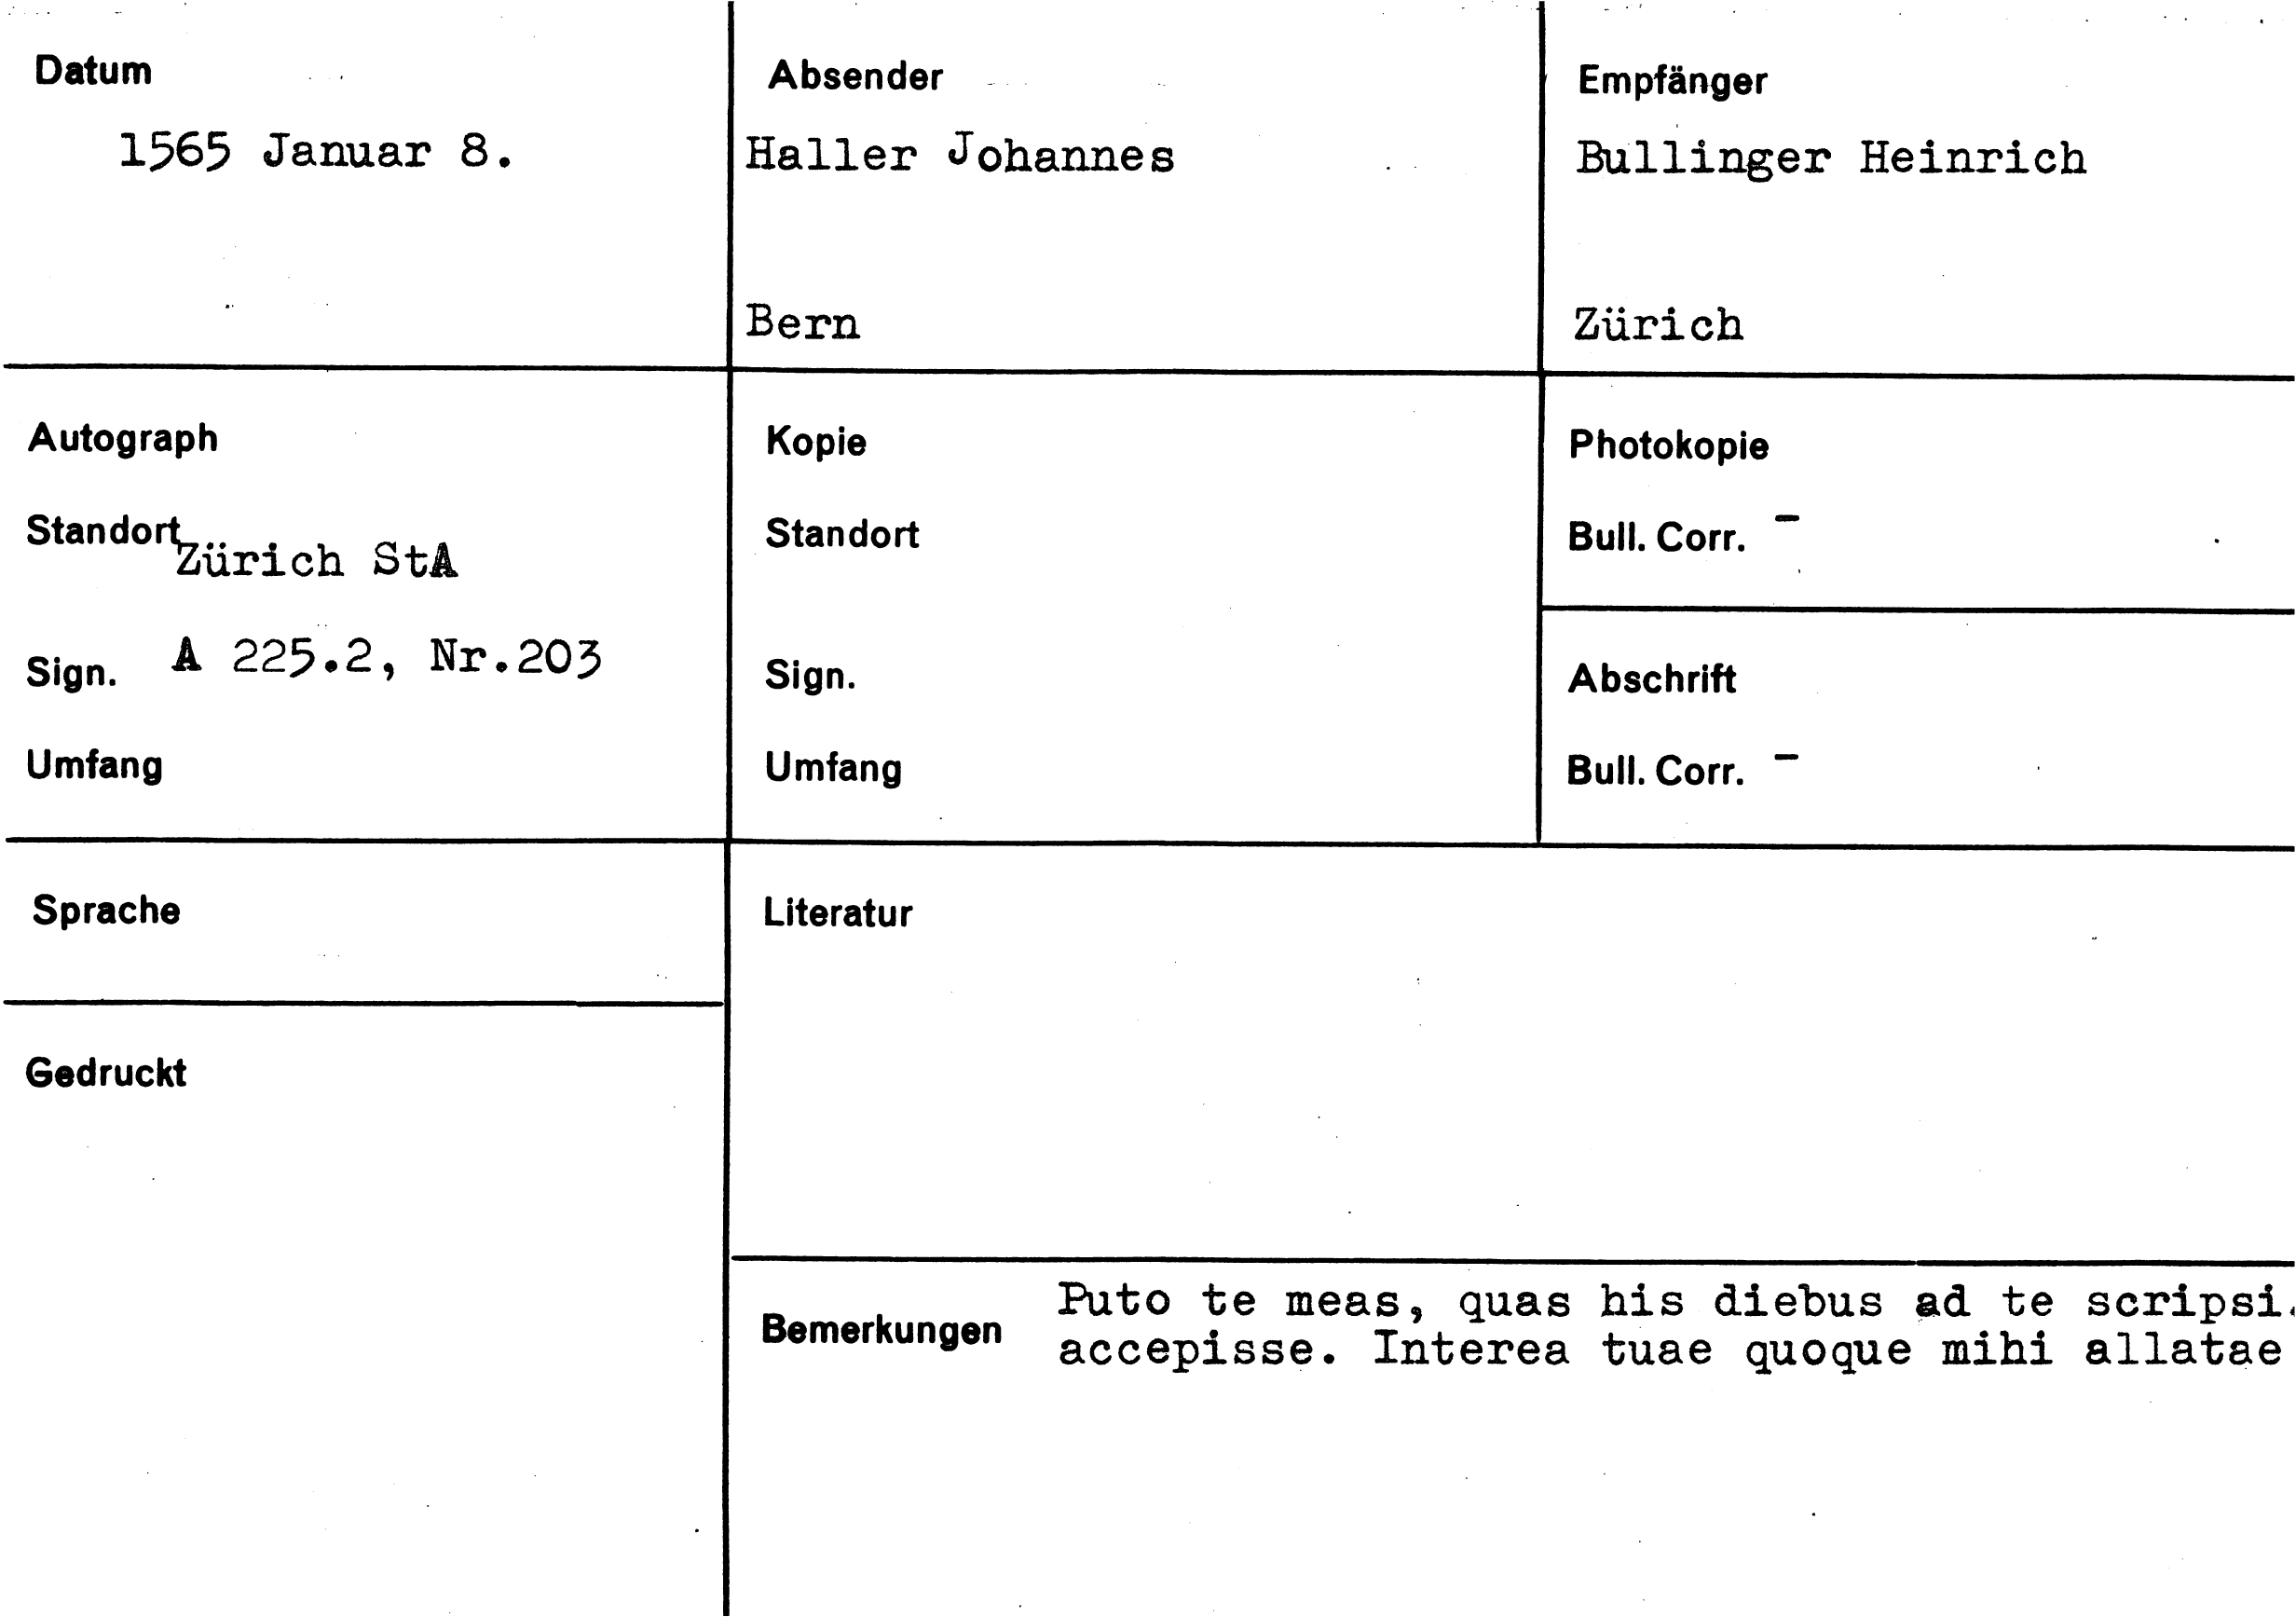 Datum
1565 Januar 8.
Absender
Haller Johannes
Bern
Empfänger
Bullinger Heinrich
Zürich
Autograph
Standort Zürich StA
Sign. A 225.2, Nr.203
Umfang
Kopie
Standort
Sign.
Umfang
Photokopie
Bull. Corr. -
Abschrift
Bull. Corr. -
Sprache
Gedruckt
Literatur
Bemerkungen
Puto te meas, quas his diebus ad te scripsi.
accepisse. Interea tuae quoque mihi allatae